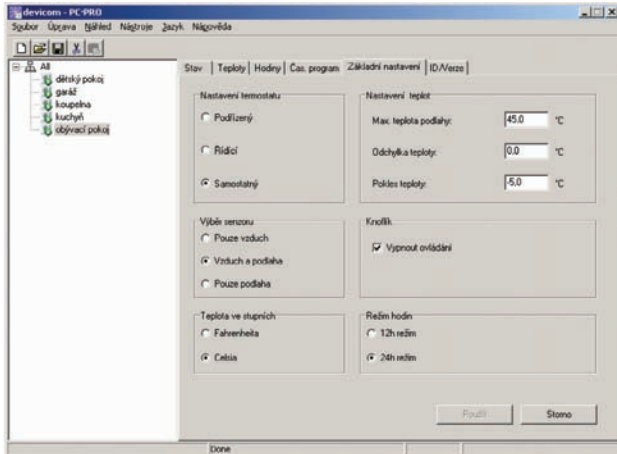 devicom - PC-PRO
Soubor Úprava Náhled Nástroje Jazyk Nápověda
All
dětský pokoj
garáž
koupelna
kuchyň
obývací pokoj
Stav Teploty Hodiny Čas. program Základní nastavení ID/Verze
Nastavení termostatu
Podřízený
Řídicí
Samostatný
Nastavení teplot
Max. teplota podlahy: 45,0 °C
Odchylka teploty: 0,0 °C
Pokles teploty: -5,0 °C
Výběr senzoru
Pouze vzduch
Vzduch a podlaha
Pouze podlaha
Knoflík
Vypnout ovládání
Teplota ve stupních
Fahrenheita
Celsia
Režim hodin
12h režim
24h režim
Použít Storno
Done